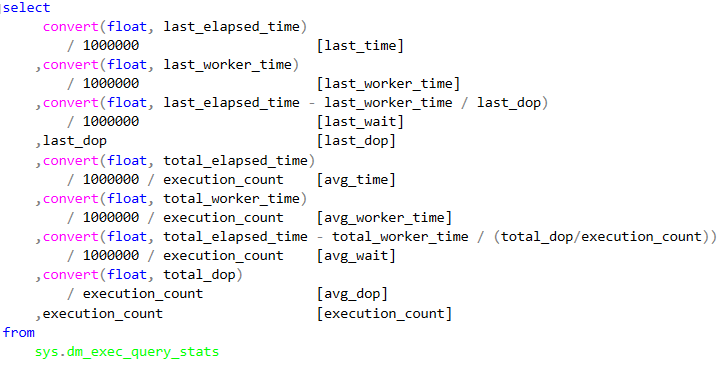 select
     convert(float, last_elapsed_time)
        / 1000000                      [last_time]
    ,convert(float, last_worker_time)
        / 1000000                      [last_worker_time]
    ,convert(float, last_elapsed_time - last_worker_time / last_dop)
        / 1000000                      [last_wait]
    ,last_dop                          [last_dop]
    ,convert(float, total_elapsed_time)
        / 1000000 / execution_count    [avg_time]
    ,convert(float, total_worker_time)
        / 1000000 / execution_count    [avg_worker_time]
    ,convert(float, total_elapsed_time - total_worker_time / (total_dop/execution_count))
        / 1000000 / execution_count    [avg_wait]
    ,convert(float, total_dop)
        / execution_count              [avg_dop]
    ,execution_count                   [execution_count]
from
    sys.dm_exec_query_stats